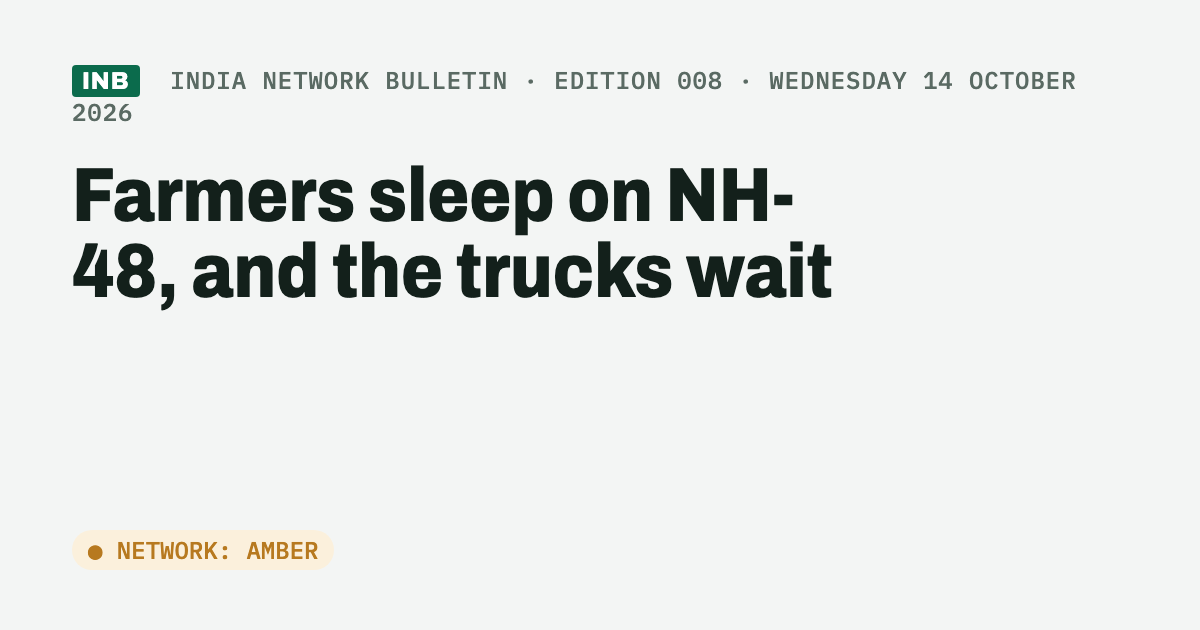 INB INDIA NETWORK BULLETIN · EDITION 008 · WEDNESDAY 14 OCTOBER
2026
Farmers sleep on NH-
48, and the trucks wait
● NETWORK: AMBER